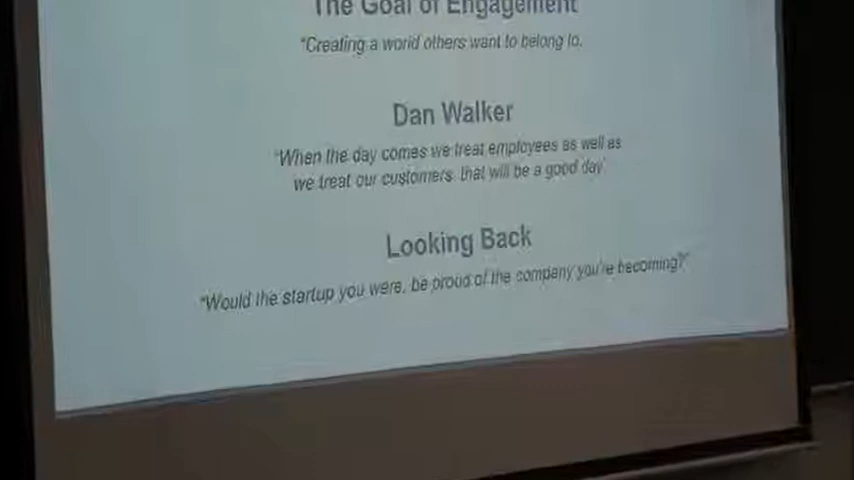 The Goal of Engagement
"Creating a world others want to belong to.
Dan Walker
"When the day comes we treat employees as well as
we treat our customers, that will be a good day"
Looking Back
"Would the startup you were, be proud of the company you're becoming?"